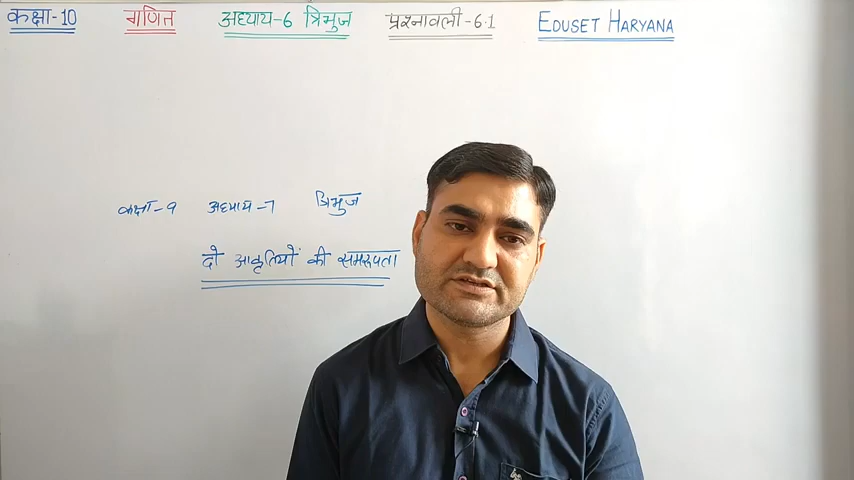 कक्षा-10 गणित अध्याय-6 त्रिभुज प्रश्नावली-6.1 EDUSET HARYANA
कक्षा-9 अध्याय-7 त्रिभुज
दो आकृतियों की समरूपता